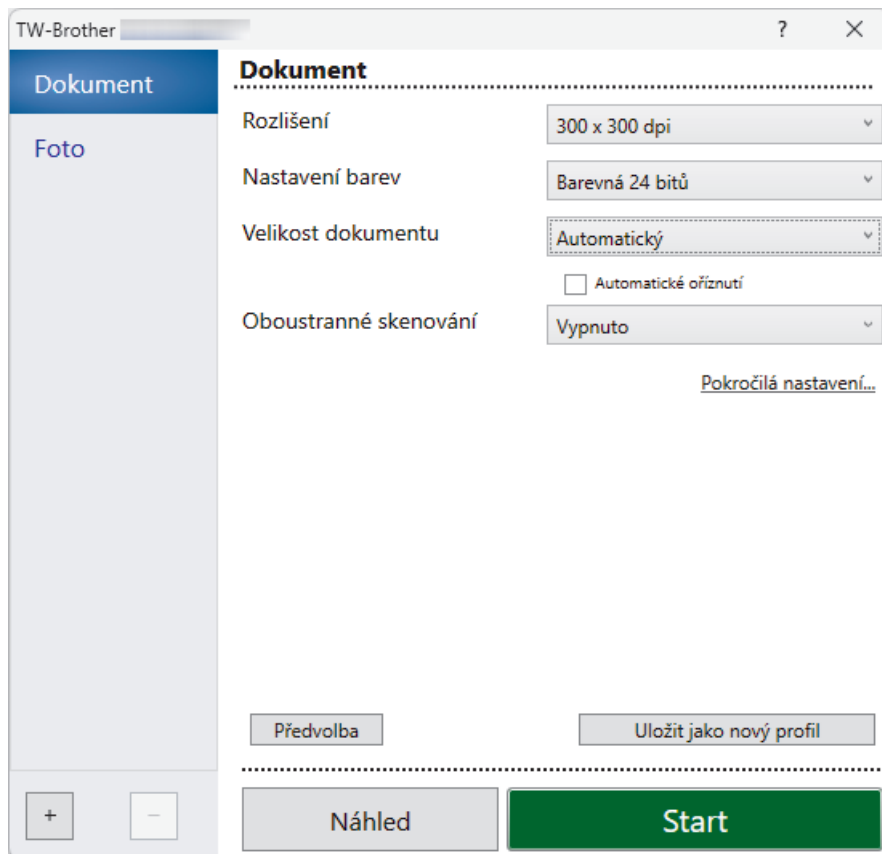 TW-Brother
?
Dokument
Foto
Dokument
Rozlišení
300 x 300 dpi
Nastavení barev
Barevná 24 bitů
Velikost dokumentu
Automatický
Automatické oříznutí
Oboustranné skenování
Vypnuto
Pokročilá nastavení...
Předvolba
Uložit jako nový profil
+
−
Náhled
Start